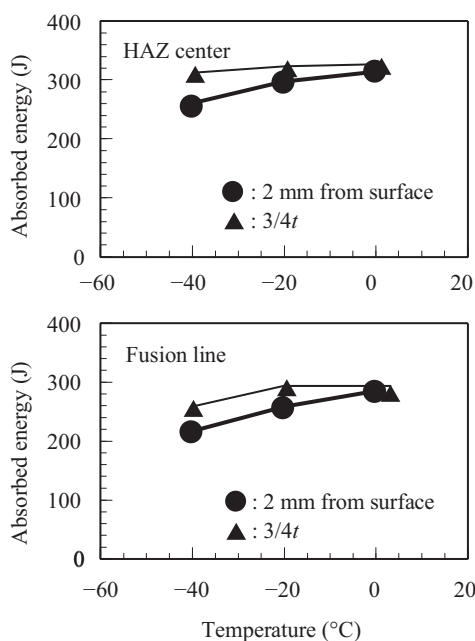 400
HAZ center
300
200
100
0
● : 2 mm from surface
▲ : 3/4t
−60 −40 −20 0 20
Absorbed energy (J)
400
Fusion line
300
200
100
0
● : 2 mm from surface
▲ : 3/4t
−60 −40 −20 0 20
Absorbed energy (J)
Temperature (°C)